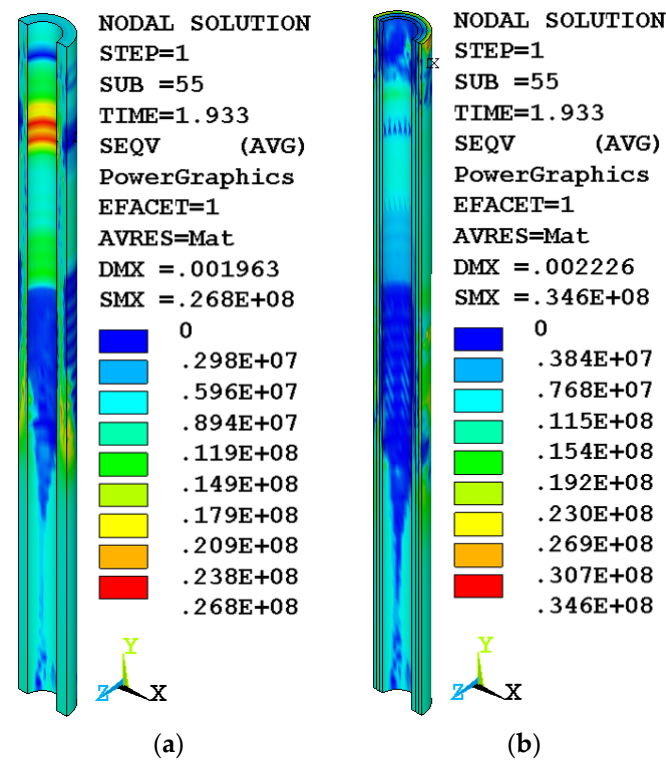 NODAL SOLUTION
STEP=1
SUB =55
TIME=1.933
SEQV (AVG)
PowerGraphics
EFACET=1
AVRES=Mat
DMX =.001963
SMX =.268E+08
0
.298E+07
.596E+07
.894E+07
.119E+08
.149E+08
.179E+08
.209E+08
.238E+08
.268E+08
Y
Z X
(a)
NODAL SOLUTION
STEP=1
X
SUB =55
TIME=1.933
SEQV (AVG)
PowerGraphics
EFACET=1
AVRES=Mat
DMX =.002226
SMX =.346E+08
0
.384E+07
.768E+07
.115E+08
.154E+08
.192E+08
.230E+08
.269E+08
.307E+08
.346E+08
Y
Z X
(b)